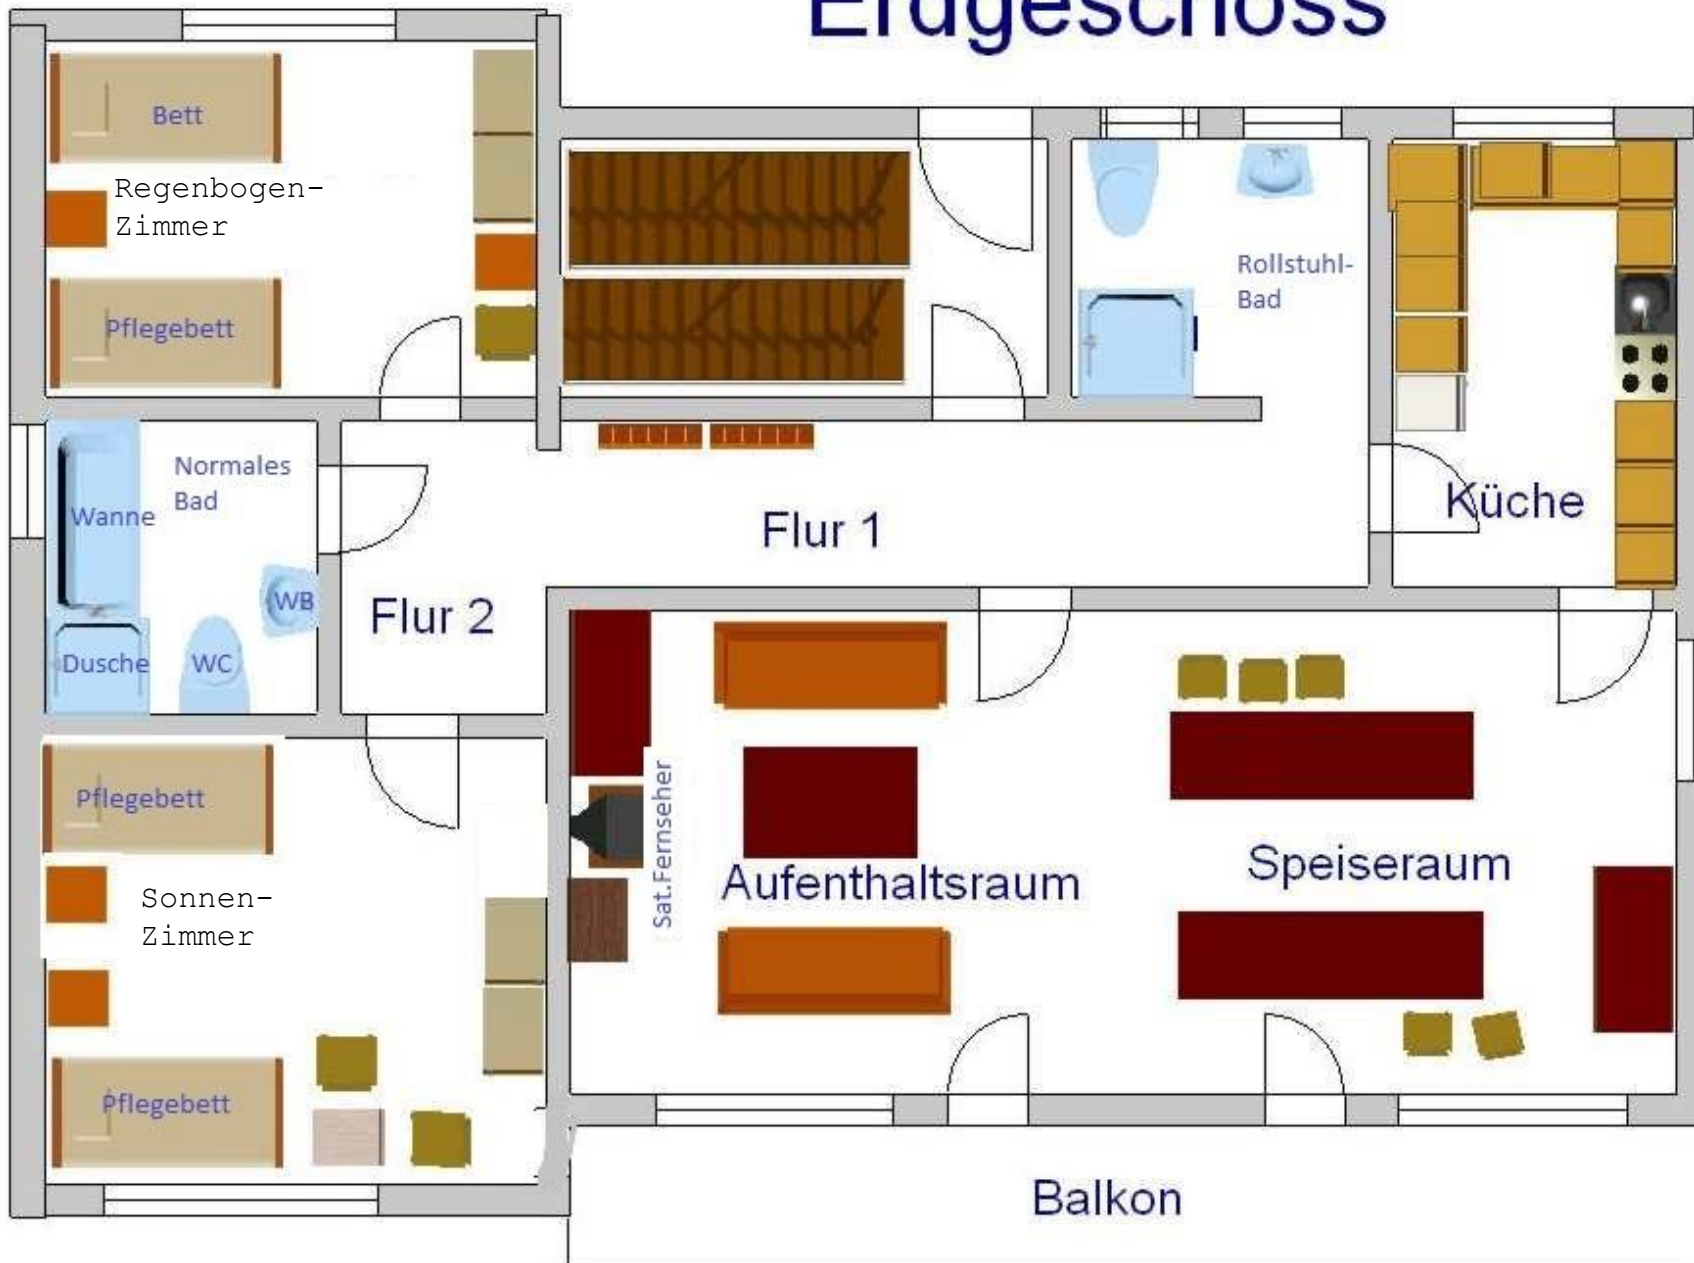 Erdgeschoss
Bett
Regenbogen-
Zimmer
Pflegebett
Rollstuhl-
Bad
Normales
Bad
Wanne
WB
Dusche
WC
Flur 1
Flur 2
Küche
Pflegebett
Sonnen-
Zimmer
Pflegebett
Sat.Fernseher
Aufenthaltsraum
Speiseraum
Balkon